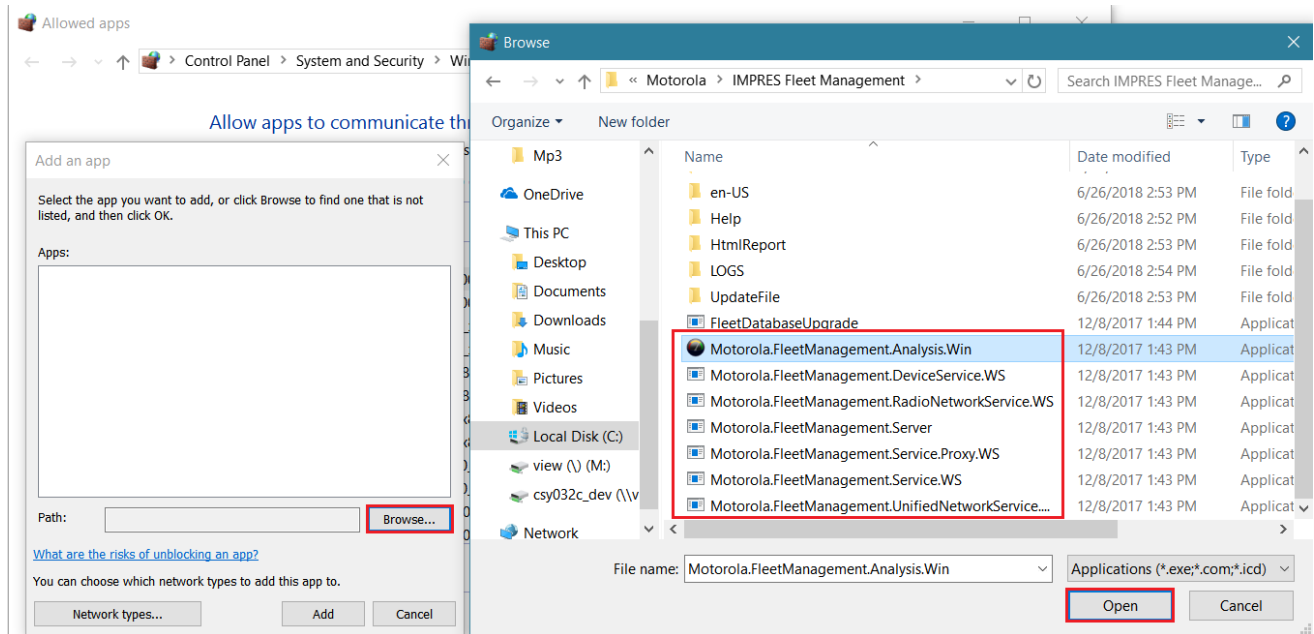 Allowed apps
Control Panel > System and Security > Wi
Allow apps to communicate thr
Add an app
Select the app you want to add, or click Browse to find one that is not
listed, and then click OK.
Apps:
Path:
Browse...
What are the risks of unblocking an app?
You can choose which network types to add this app to.
Network types...
Add
Cancel
Browse
« Motorola > IMPRES Fleet Management >
Search IMPRES Fleet Manage...
Organize
New folder
Mp3
OneDrive
This PC
Desktop
Documents
Downloads
Music
Pictures
Videos
Local Disk (C:)
view (\) (M:)
csy032c_dev (\\v
Network
Name Date modified Type
en-US 6/26/2018 2:53 PM File fold
Help 6/26/2018 2:52 PM File fold
HtmlReport 6/26/2018 2:53 PM File fold
LOGS 6/26/2018 2:54 PM File fold
UpdateFile 6/26/2018 2:53 PM File fold
FleetDatabaseUpgrade 12/8/2017 1:44 PM Applicat
Motorola.FleetManagement.Analysis.Win 12/8/2017 1:43 PM Applicat
Motorola.FleetManagement.DeviceService.WS 12/8/2017 1:43 PM Applicat
Motorola.FleetManagement.RadioNetworkService.WS 12/8/2017 1:43 PM Applicat
Motorola.FleetManagement.Server 12/8/2017 1:43 PM Applicat
Motorola.FleetManagement.Service.Proxy.WS 12/8/2017 1:43 PM Applicat
Motorola.FleetManagement.Service.WS 12/8/2017 1:43 PM Applicat
Motorola.FleetManagement.UnifiedNetworkService.... 12/8/2017 1:43 PM Applicat
File name: Motorola.FleetManagement.Analysis.Win
Applications (*.exe;*.com;*.icd)
Open
Cancel